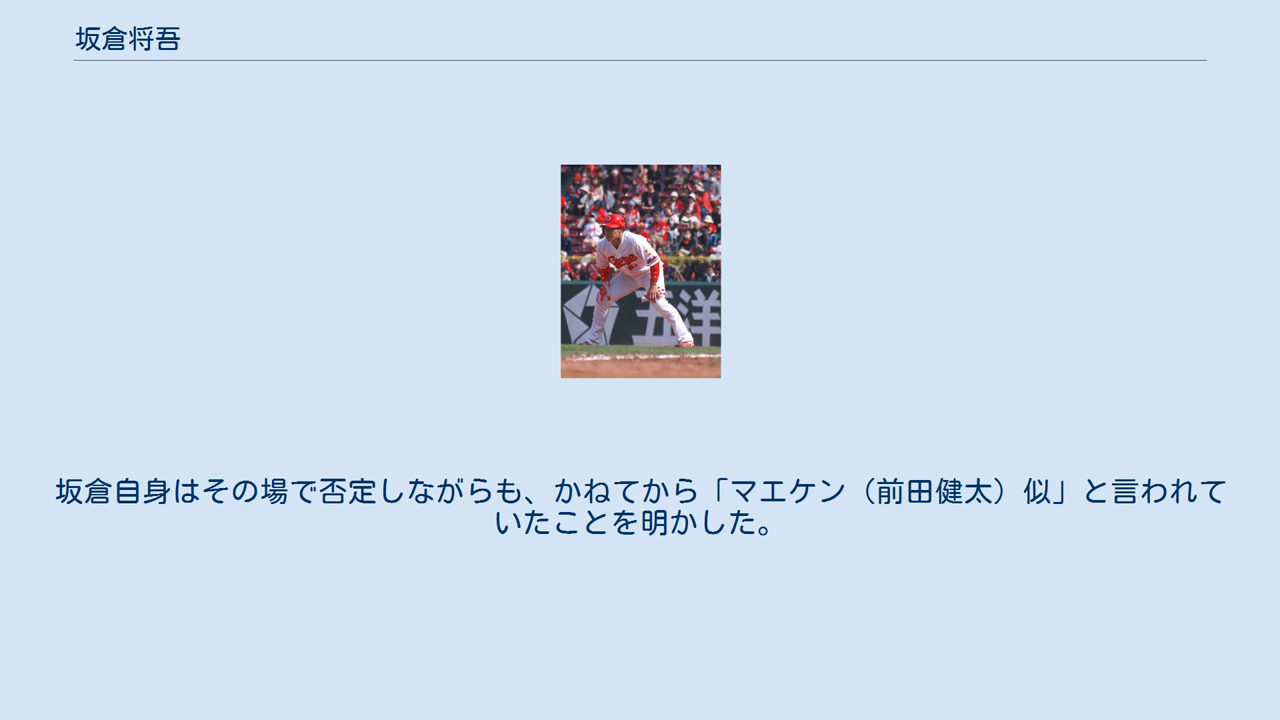 坂倉将吾
五洋
坂倉自身はその場で否定しながらも、かねてから「マエケン（前田健太）似」と言われて
いたことを明かした。